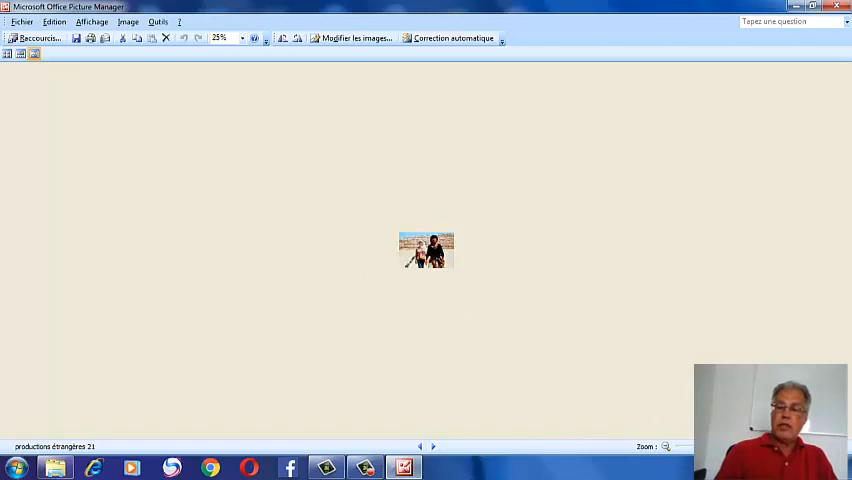 Microsoft Office Picture Manager
Fichier Edition Affichage Image Outils ?
Tapez une question
Raccourcis... 25% Modifier les images... Correction automatique
productions étrangères 21
Zoom :